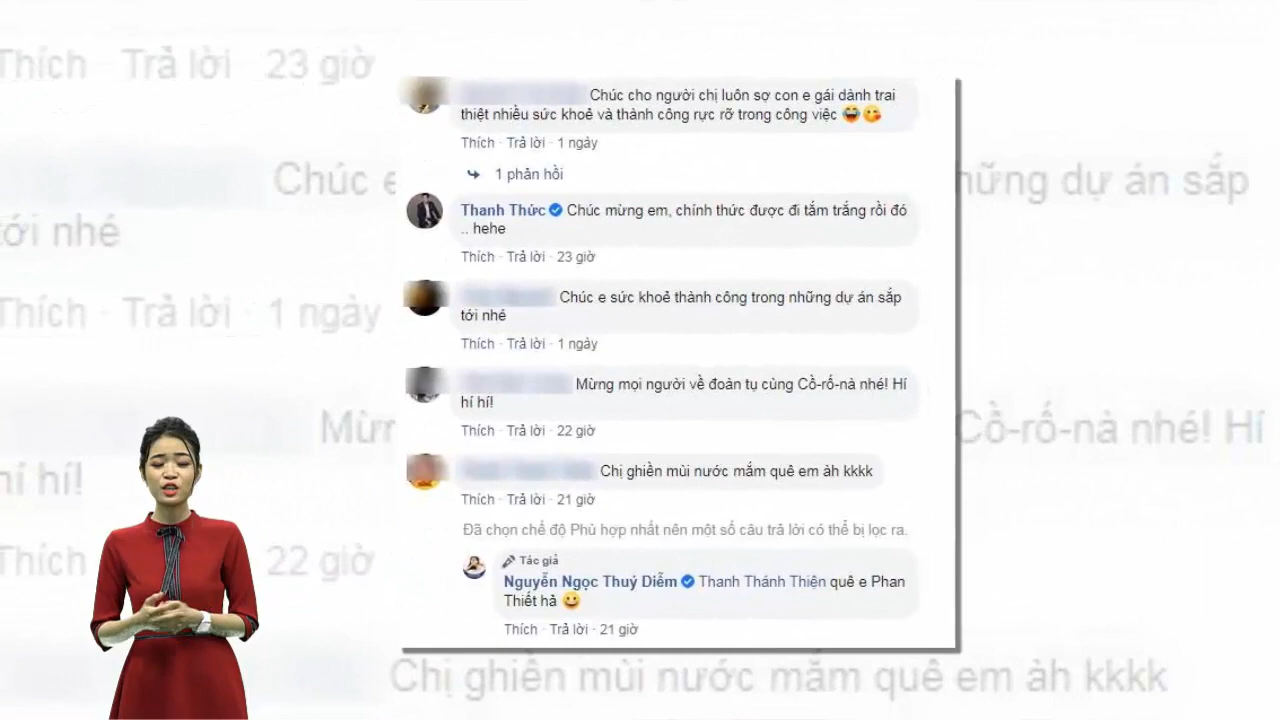 Thích · Trả lời · 23 giờ
Chúc cho người chị luôn sợ con e gái dành trai
thiệt nhiều sức khoẻ và thành công rực rỡ trong công việc 😂😋
Thích · Trả lời · 1 ngày
1 phản hồi
Thanh Thức Chúc mừng em, chính thức được đi tắm trắng rồi đó
.. hehe
Thích · Trả lời · 23 giờ
Chúc e sức khoẻ thành công trong những dự án sắp
tới nhé
Thích · Trả lời · 1 ngày
Mừng mọi người về đoàn tụ cùng Cồ-rố-nà nhé! Hí
hí hí!
Thích · Trả lời · 22 giờ
Chị ghiền mùi nước mắm quê em àh kkkk
Thích · Trả lời · 21 giờ
Đã chọn chế độ Phù hợp nhất nên một số câu trả lời có thể bị lọc ra.
Tác giả
Nguyễn Ngọc Thuý Diễm Thanh Thánh Thiện quê e Phan
Thiết hả 😀
Thích · Trả lời · 21 giờ
Chúc e
hững dự án sắp
tới nhé
Thích · Trả lời · 1 ngày
Mừn
Cồ-rố-nà nhé! Hí
hí hí!
Thích · Trả lời · 22 giờ
Chị ghiền mùi nước mắm quê em àh kkkk